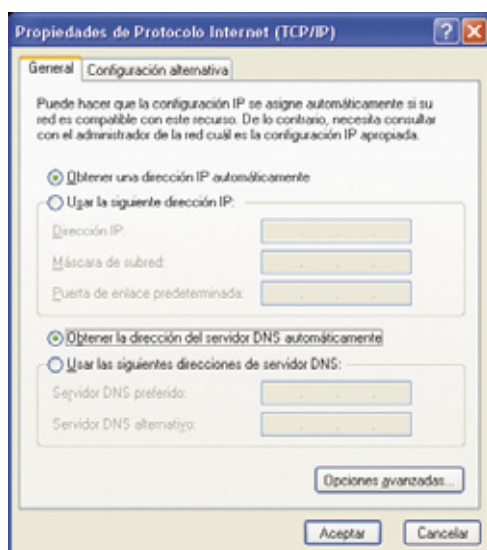 Propiedades de Protocolo Internet (TCP/IP)
General
Configuración alternativa
Puede hacer que la configuración IP se asigne automáticamente si su
red es compatible con este recurso. De lo contrario, necesita consultar
con el administrador de la red cuál es la configuración IP apropiada.
Obtener una dirección IP automáticamente
Usar la siguiente dirección IP:
Dirección IP:
Máscara de subred:
Puerta de enlace predeterminada:
Obtener la dirección del servidor DNS automáticamente
Usar las siguientes direcciones de servidor DNS:
Servidor DNS preferido:
Servidor DNS alternativo:
Opciones avanzadas...
Aceptar
Cancelar